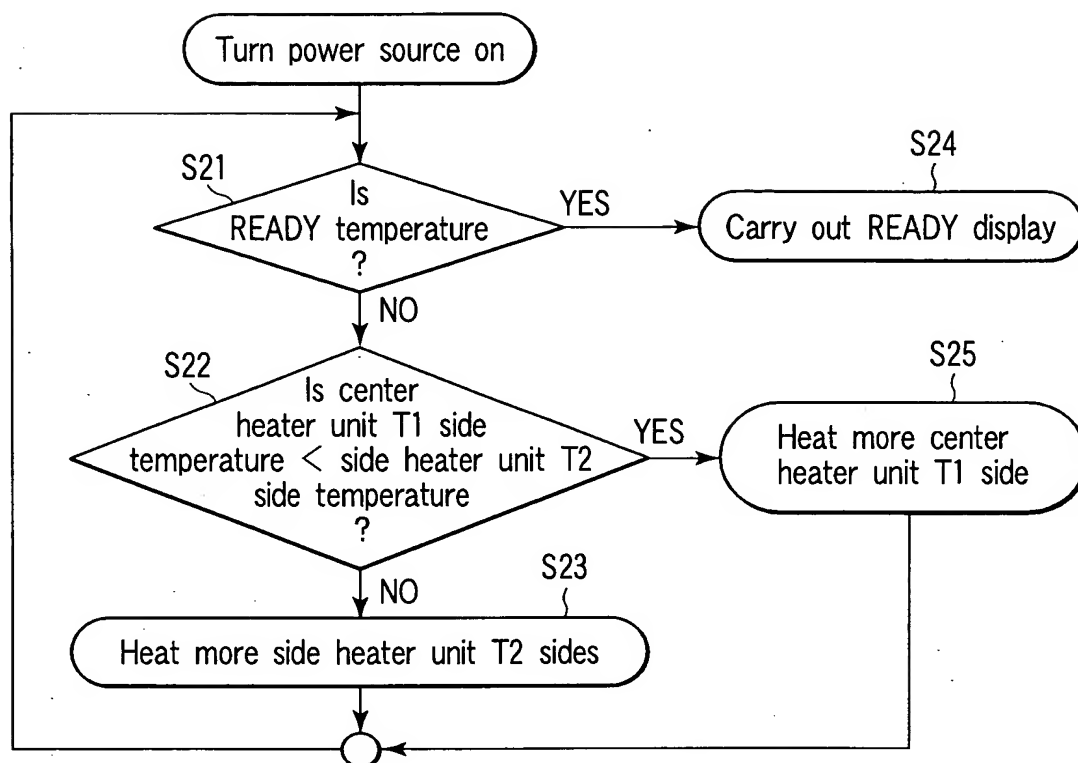 Turn power source on
S21
Is
READY temperature
?
YES
S24
Carry out READY display
NO
S22
Is center
heater unit T1 side
temperature < side heater unit T2
side temperature
?
YES
S25
Heat more center
heater unit T1 side
NO
S23
Heat more side heater unit T2 sides